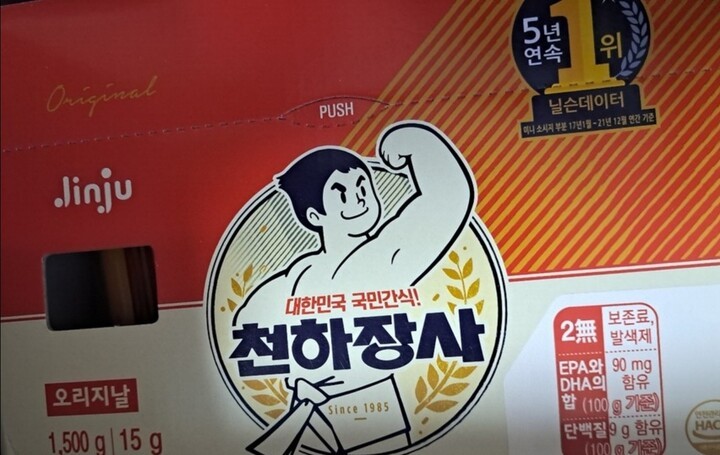 5년
연속
1위
닐슨데이터
미니 소시지 부문 17년1월~21년 12월 연간 기준
Original
PUSH
Jinju
대한민국 국민간식!
천하장사
Since 1985
오리지날
1,500 g | 15 g
2無 보존료,
발색제
EPA와
DHA의
합 (100 g 기준)
90 mg
함유
단백질 9 g 함유
(100 g 기준)
HAC